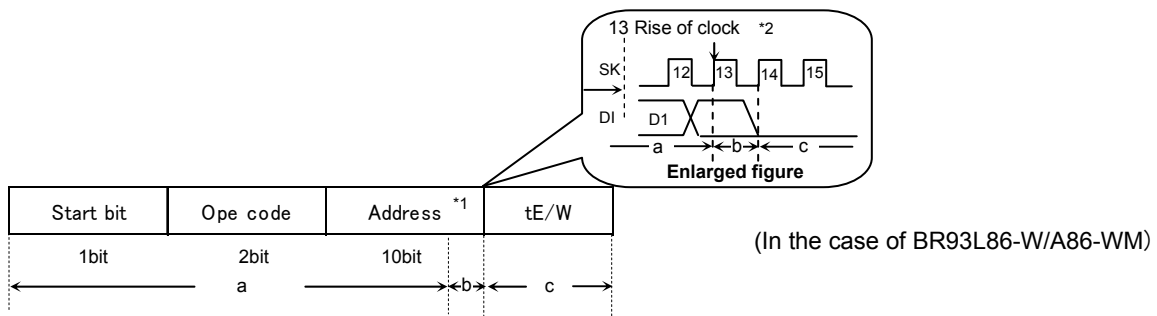 13 Rise of clock *2
SK
12
13
14
15
DI
D1
a
b
c
Enlarged figure
Start bit
Ope code
Address *1
tE/W
1bit
2bit
10bit
(In the case of BR93L86-W/A86-WM)
a
b
c